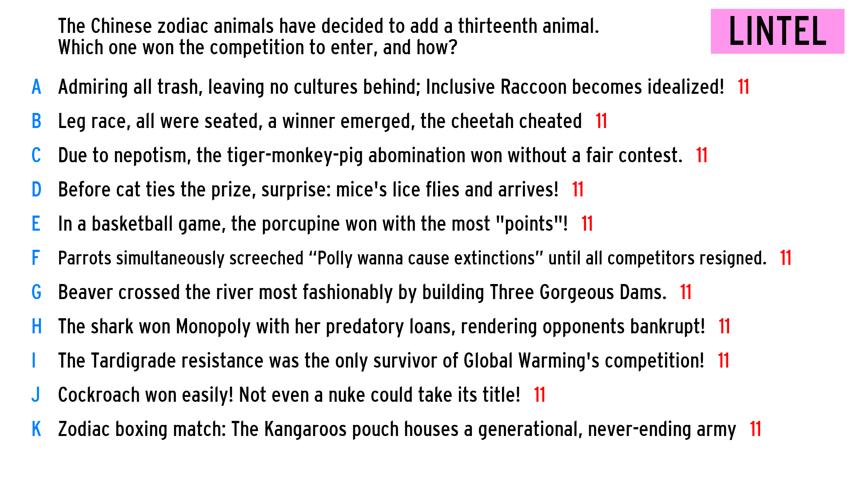 The Chinese zodiac animals have decided to add a thirteenth animal.
Which one won the competition to enter, and how?
LINTEL
A Admiring all trash, leaving no cultures behind; Inclusive Raccoon becomes idealized! 11
B Leg race, all were seated, a winner emerged, the cheetah cheated 11
C Due to nepotism, the tiger-monkey-pig abomination won without a fair contest. 11
D Before cat ties the prize, surprise: mice's lice flies and arrives! 11
E In a basketball game, the porcupine won with the most "points"! 11
F Parrots simultaneously screeched “Polly wanna cause extinctions” until all competitors resigned. 11
G Beaver crossed the river most fashionably by building Three Gorgeous Dams. 11
H The shark won Monopoly with her predatory loans, rendering opponents bankrupt! 11
I The Tardigrade resistance was the only survivor of Global Warming's competition! 11
J Cockroach won easily! Not even a nuke could take its title! 11
K Zodiac boxing match: The Kangaroos pouch houses a generational, never-ending army 11